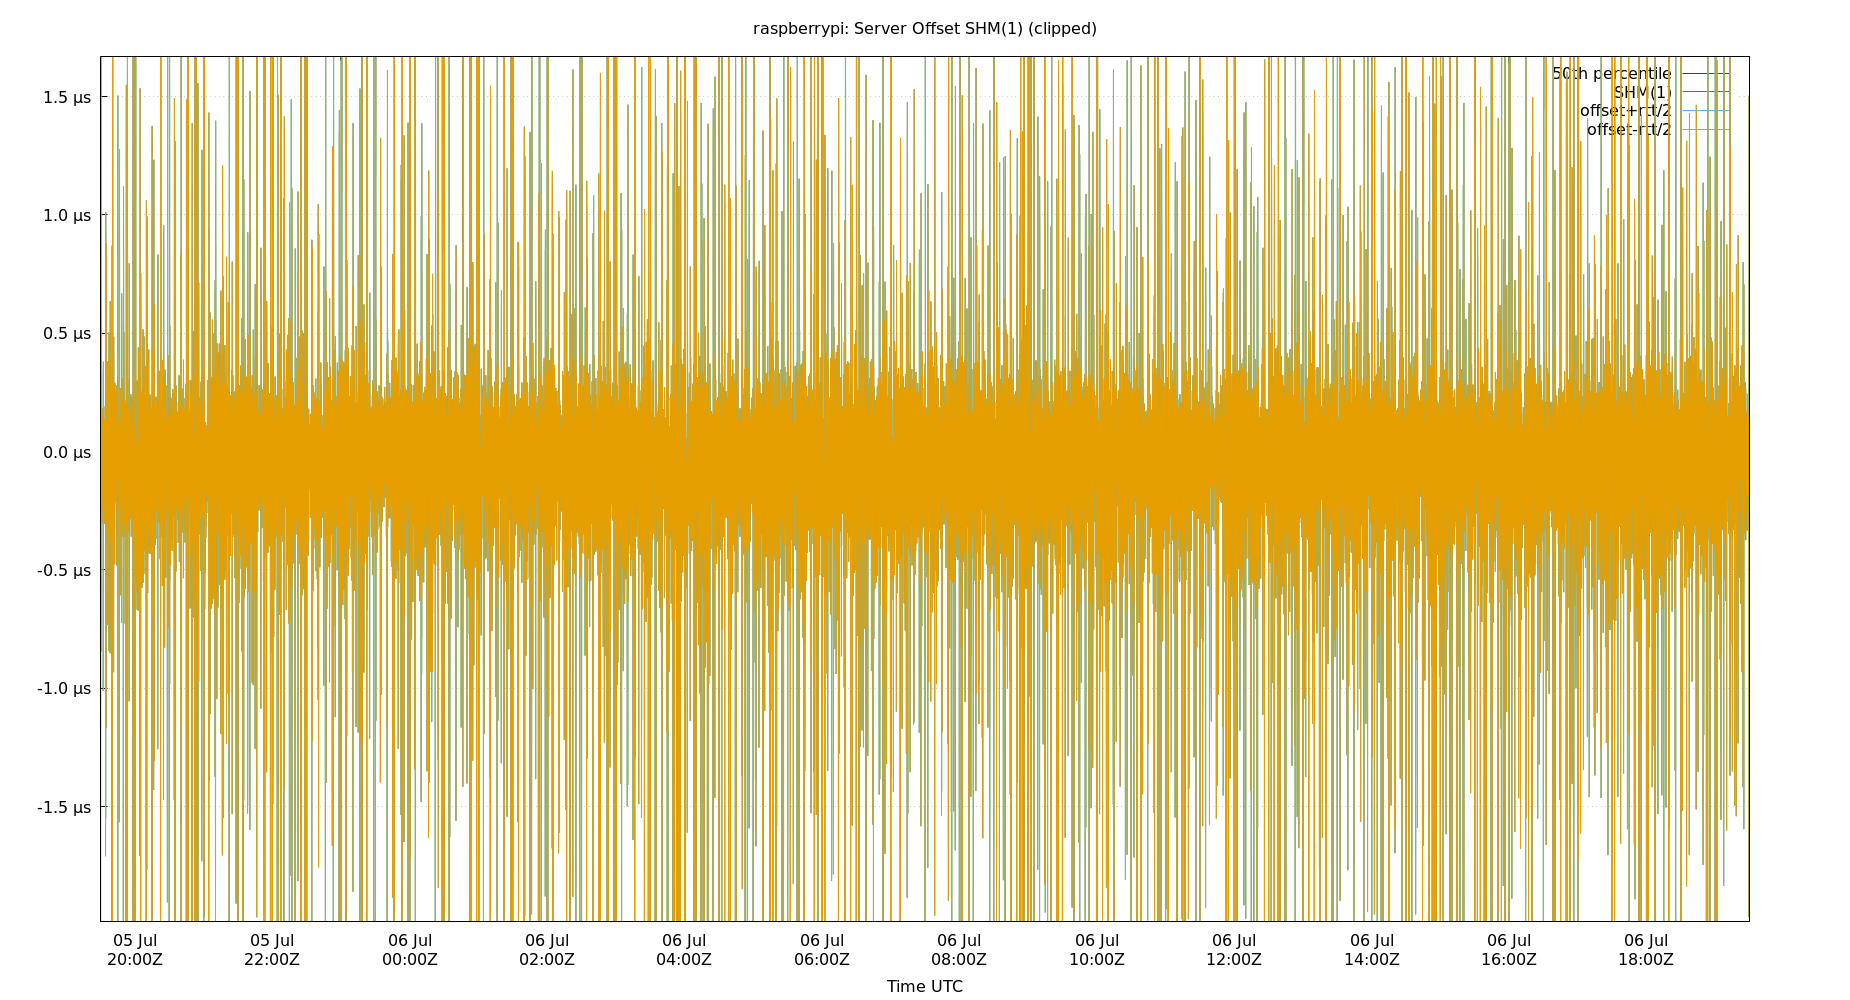 raspberrypi: Server Offset SHM(1) (clipped)
50th percentile
SHM(1)
offset+rtt/2
offset-rtt/2
1.5 µs
1.0 µs
0.5 µs
0.0 µs
-0.5 µs
-1.0 µs
-1.5 µs
05 Jul 05 Jul 06 Jul 06 Jul 06 Jul 06 Jul 06 Jul 06 Jul 06 Jul 06 Jul 06 Jul 06 Jul
20:00Z 22:00Z 00:00Z 02:00Z 04:00Z 06:00Z 08:00Z 10:00Z 12:00Z 14:00Z 16:00Z 18:00Z
Time UTC